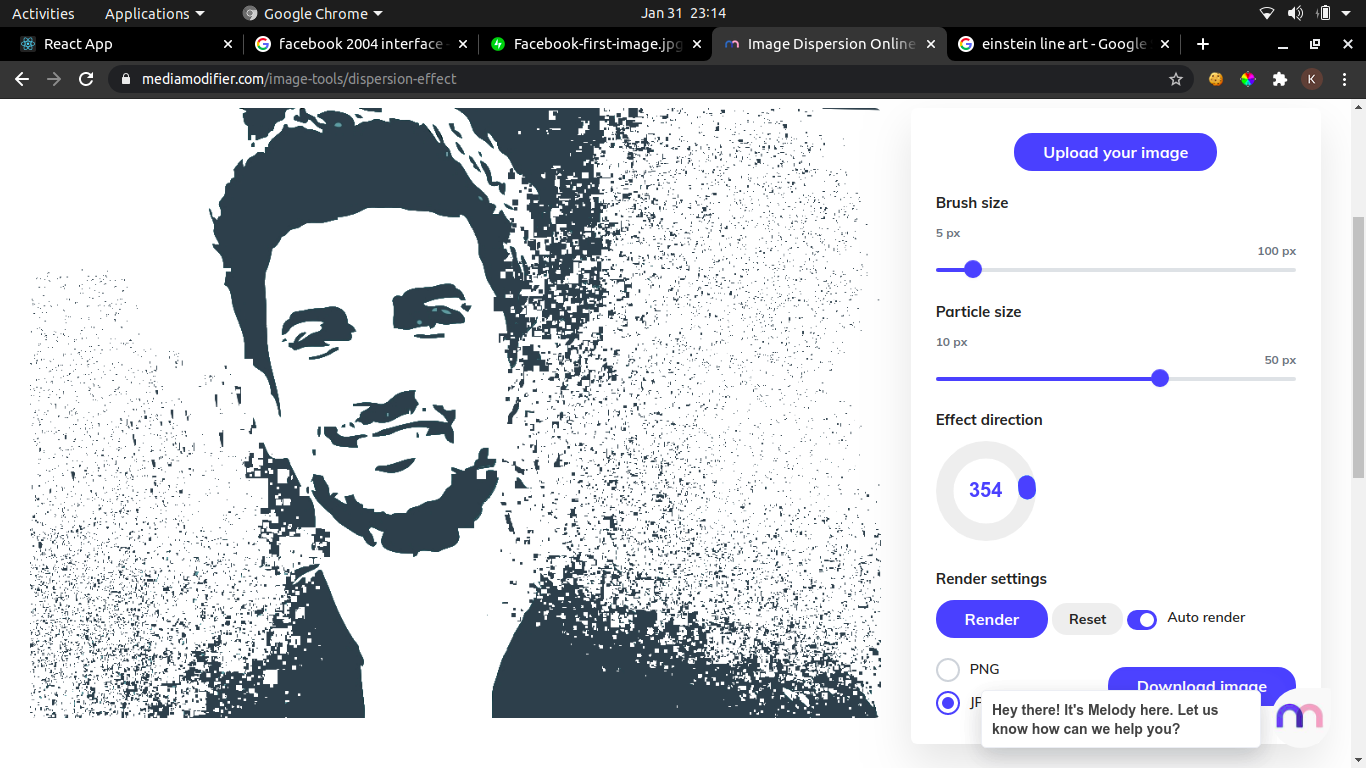 Activities Applications Google Chrome Jan 31 23:14
React App facebook 2004 interface - Facebook-first-image.jpg Image Dispersion Online einstein line art - Google
mediamodifier.com/image-tools/dispersion-effect K
Upload your image
Brush size
5 px
100 px
Particle size
10 px
50 px
Effect direction
354
Render settings
Render Reset Auto render
PNG
Download image
JP
Hey there! It's Melody here. Let us
know how can we help you?